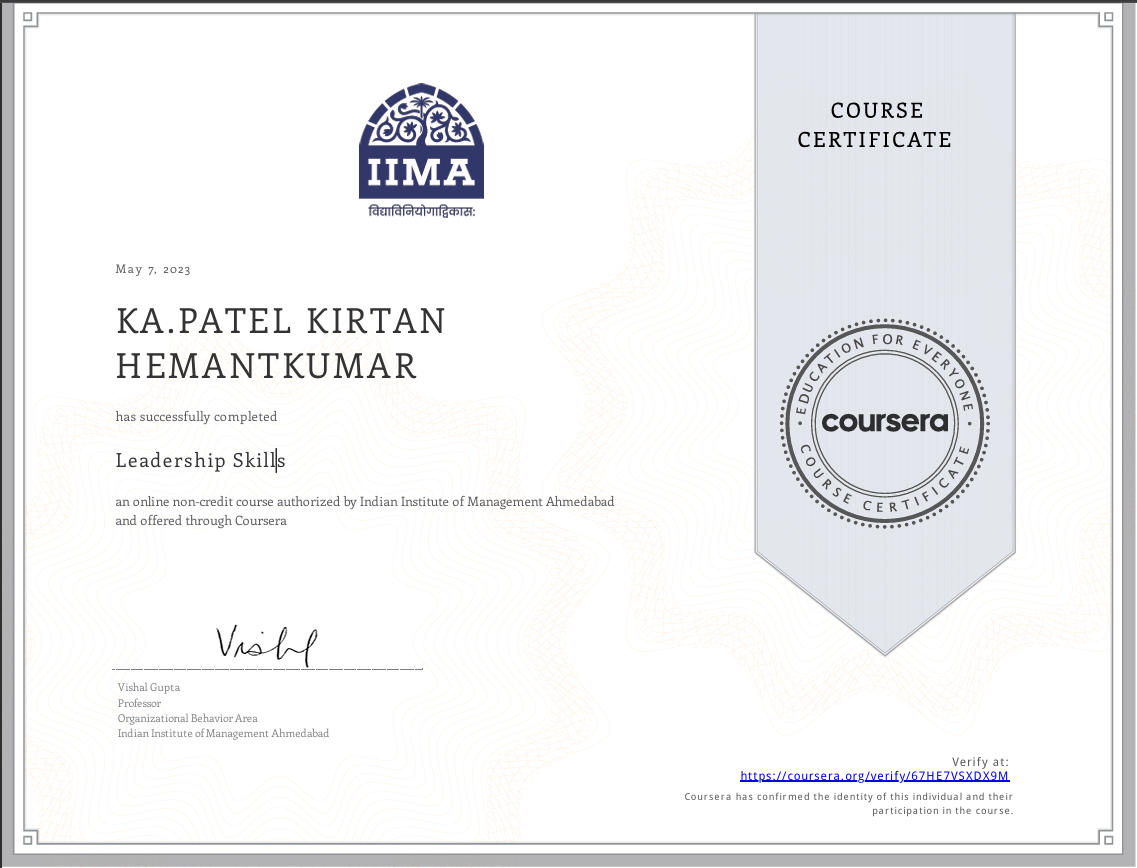 IIMA
विद्याविनियोगाद्विकास:
COURSE
CERTIFICATE
May 7, 2023
KA.PATEL KIRTAN
HEMANTKUMAR
has successfully completed
Leadership Skills
an online non-credit course authorized by Indian Institute of Management Ahmedabad
and offered through Coursera
EDUCATION FOR EVERYONE
coursera
COURSE CERTIFICATE
Vishal
Vishal Gupta
Professor
Organizational Behavior Area
Indian Institute of Management Ahmedabad
Verify at:
https://coursera.org/verify/67HE7VSXDX9M
Coursera has confirmed the identity of this individual and their
participation in the course.